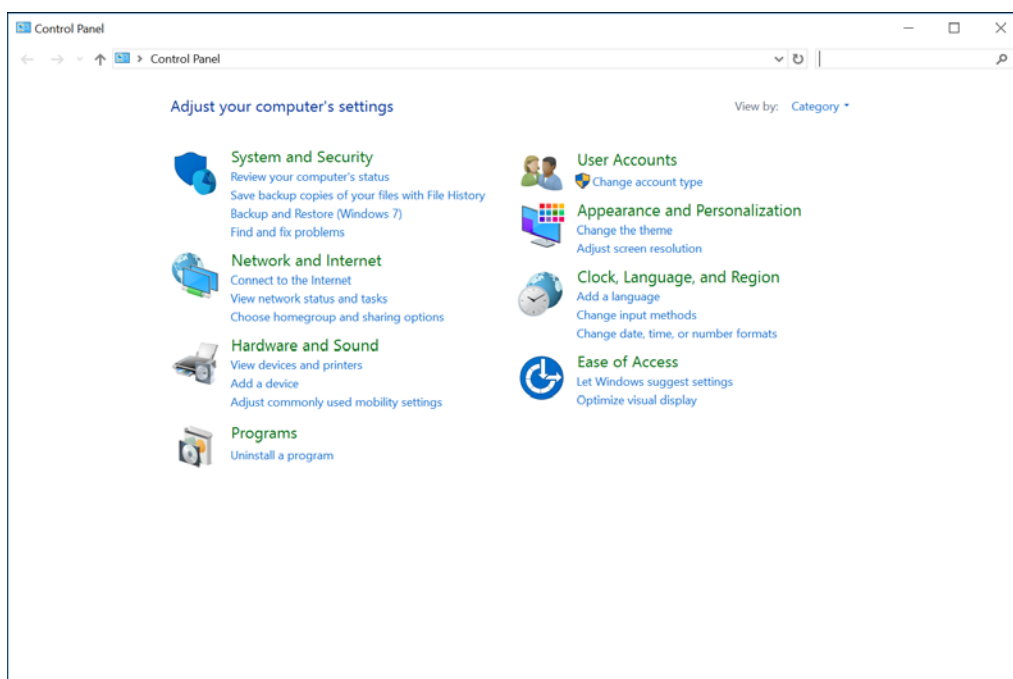 Control Panel
Control Panel
Adjust your computer's settings
View by: Category
System and Security
Review your computer's status
Save backup copies of your files with File History
Backup and Restore (Windows 7)
Find and fix problems
Network and Internet
Connect to the Internet
View network status and tasks
Choose homegroup and sharing options
Hardware and Sound
View devices and printers
Add a device
Adjust commonly used mobility settings
Programs
Uninstall a program
User Accounts
Change account type
Appearance and Personalization
Change the theme
Adjust screen resolution
Clock, Language, and Region
Add a language
Change input methods
Change date, time, or number formats
Ease of Access
Let Windows suggest settings
Optimize visual display